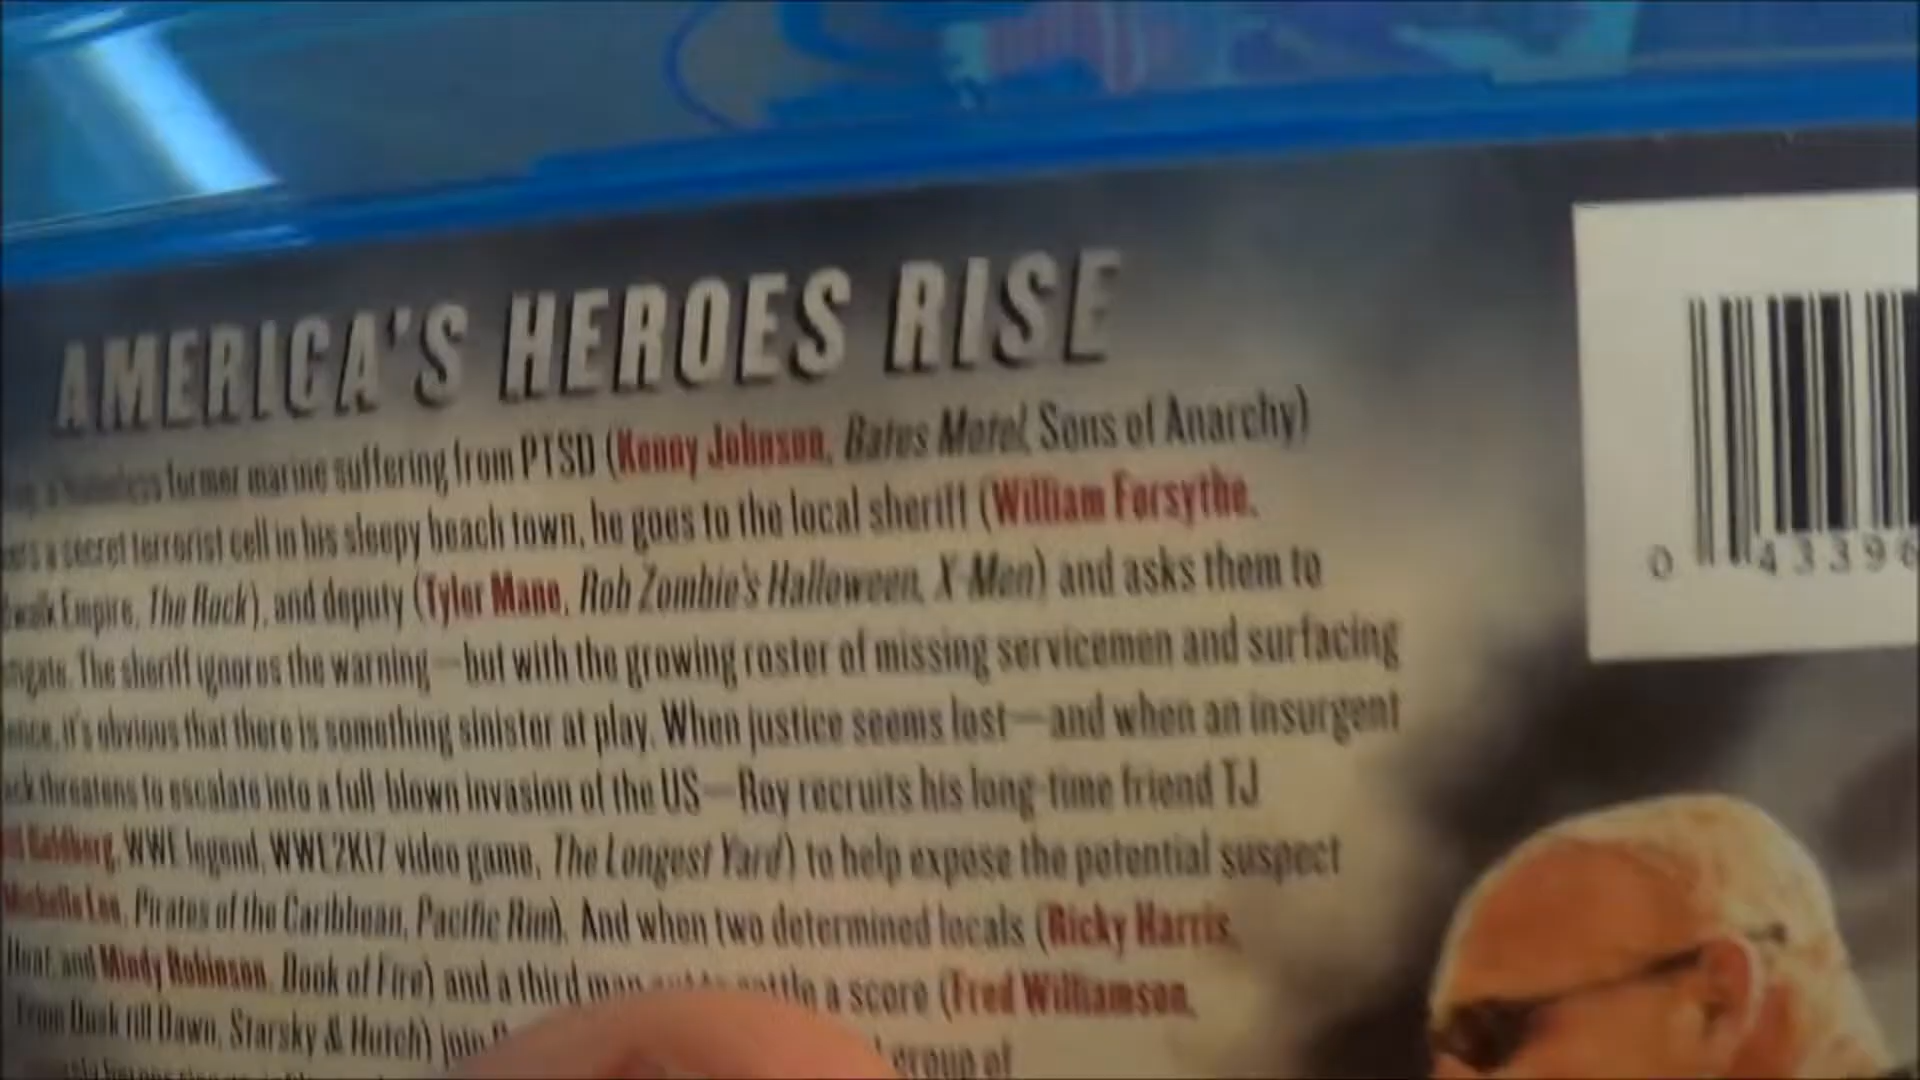 AMERICA'S HEROES RISE
former marine suffering from PTSD (Kenny Johnson, Bates Motel, Sons of Anarchy)
a secret terrorist cell in his sleepy beach town, he goes to the local sheriff (William Forsythe,
Empire, The Rock), and deputy (Tyler Mane, Rob Zombie's Halloween, X-Men) and asks them to
The sheriff ignores the warning—but with the growing roster of missing servicemen and surfacing
it's obvious that there is something sinister at play. When justice seems lost—and when an insurgent
threatens to escalate into a full-blown invasion of the US—Roy recruits his long-time friend TJ
Goldberg, WWE legend, WWE2K17 video game, The Longest Yard) to help expose the potential suspect
Michelle Lee, Pirates of the Caribbean, Pacific Rim). And when two determined locals (Ricky Harris,
Heat, and Mindy Robinson, Book of Fire) and a third man settle a score (Fred Williamson,
From Dusk till Dawn, Starsky & Hutch) join group of
0 43396